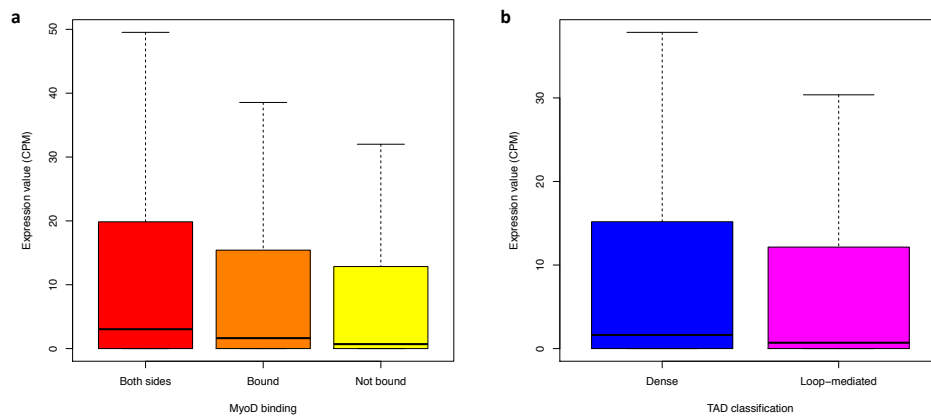 a
Expression value (CPM)
50
40
30
20
10
0
Both sides Bound Not bound
MyoD binding
b
Expression value (CPM)
30
20
10
0
Dense Loop−mediated
TAD classification